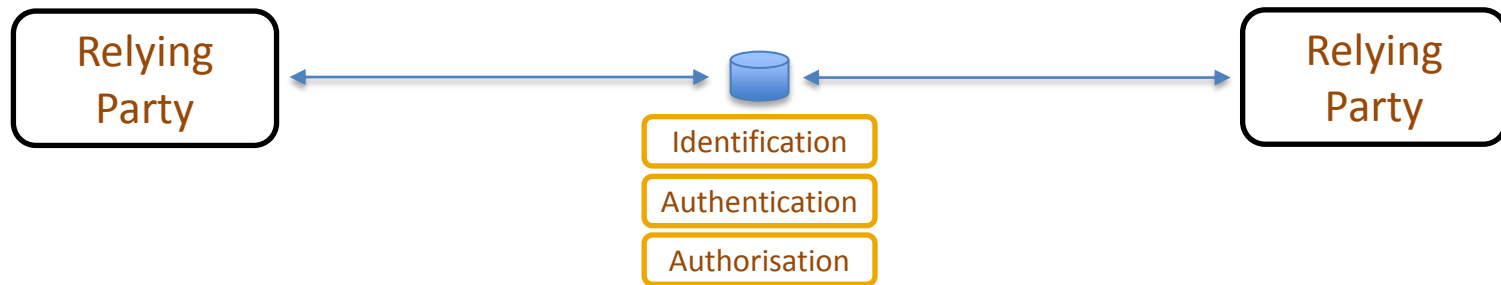 Relying
Party
Relying
Party
Identification
Authentication
Authorisation